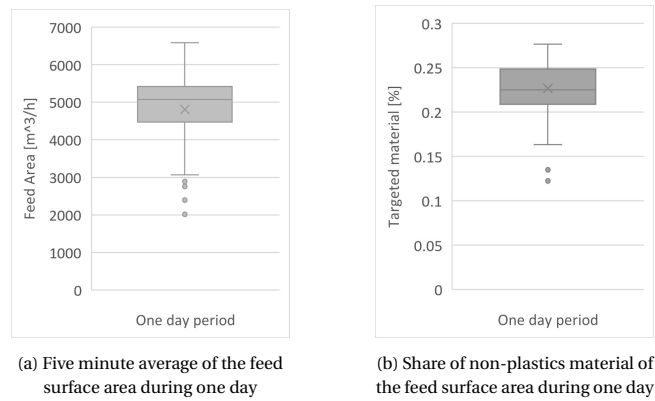 7000
6000
5000
4000
3000
2000
1000
0
Feed Area [m^3/h]
One day period
(a) Five minute average of the feed
surface area during one day
0.3
0.25
0.2
0.15
0.1
0.05
0
Targeted material [%]
One day period
(b) Share of non-plastics material of
the feed surface area during one day